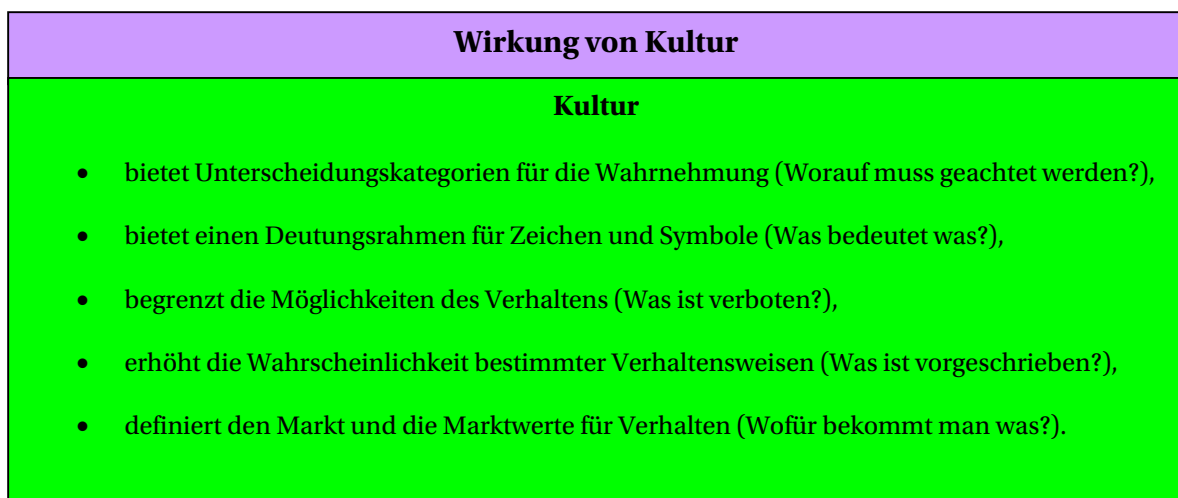 Wirkung von Kultur
Kultur
• bietet Unterscheidungskategorien für die Wahrnehmung (Worauf muss geachtet werden?),
• bietet einen Deutungsrahmen für Zeichen und Symbole (Was bedeutet was?),
• begrenzt die Möglichkeiten des Verhaltens (Was ist verboten?),
• erhöht die Wahrscheinlichkeit bestimmter Verhaltensweisen (Was ist vorgeschrieben?),
• definiert den Markt und die Marktwerte für Verhalten (Wofür bekommt man was?).